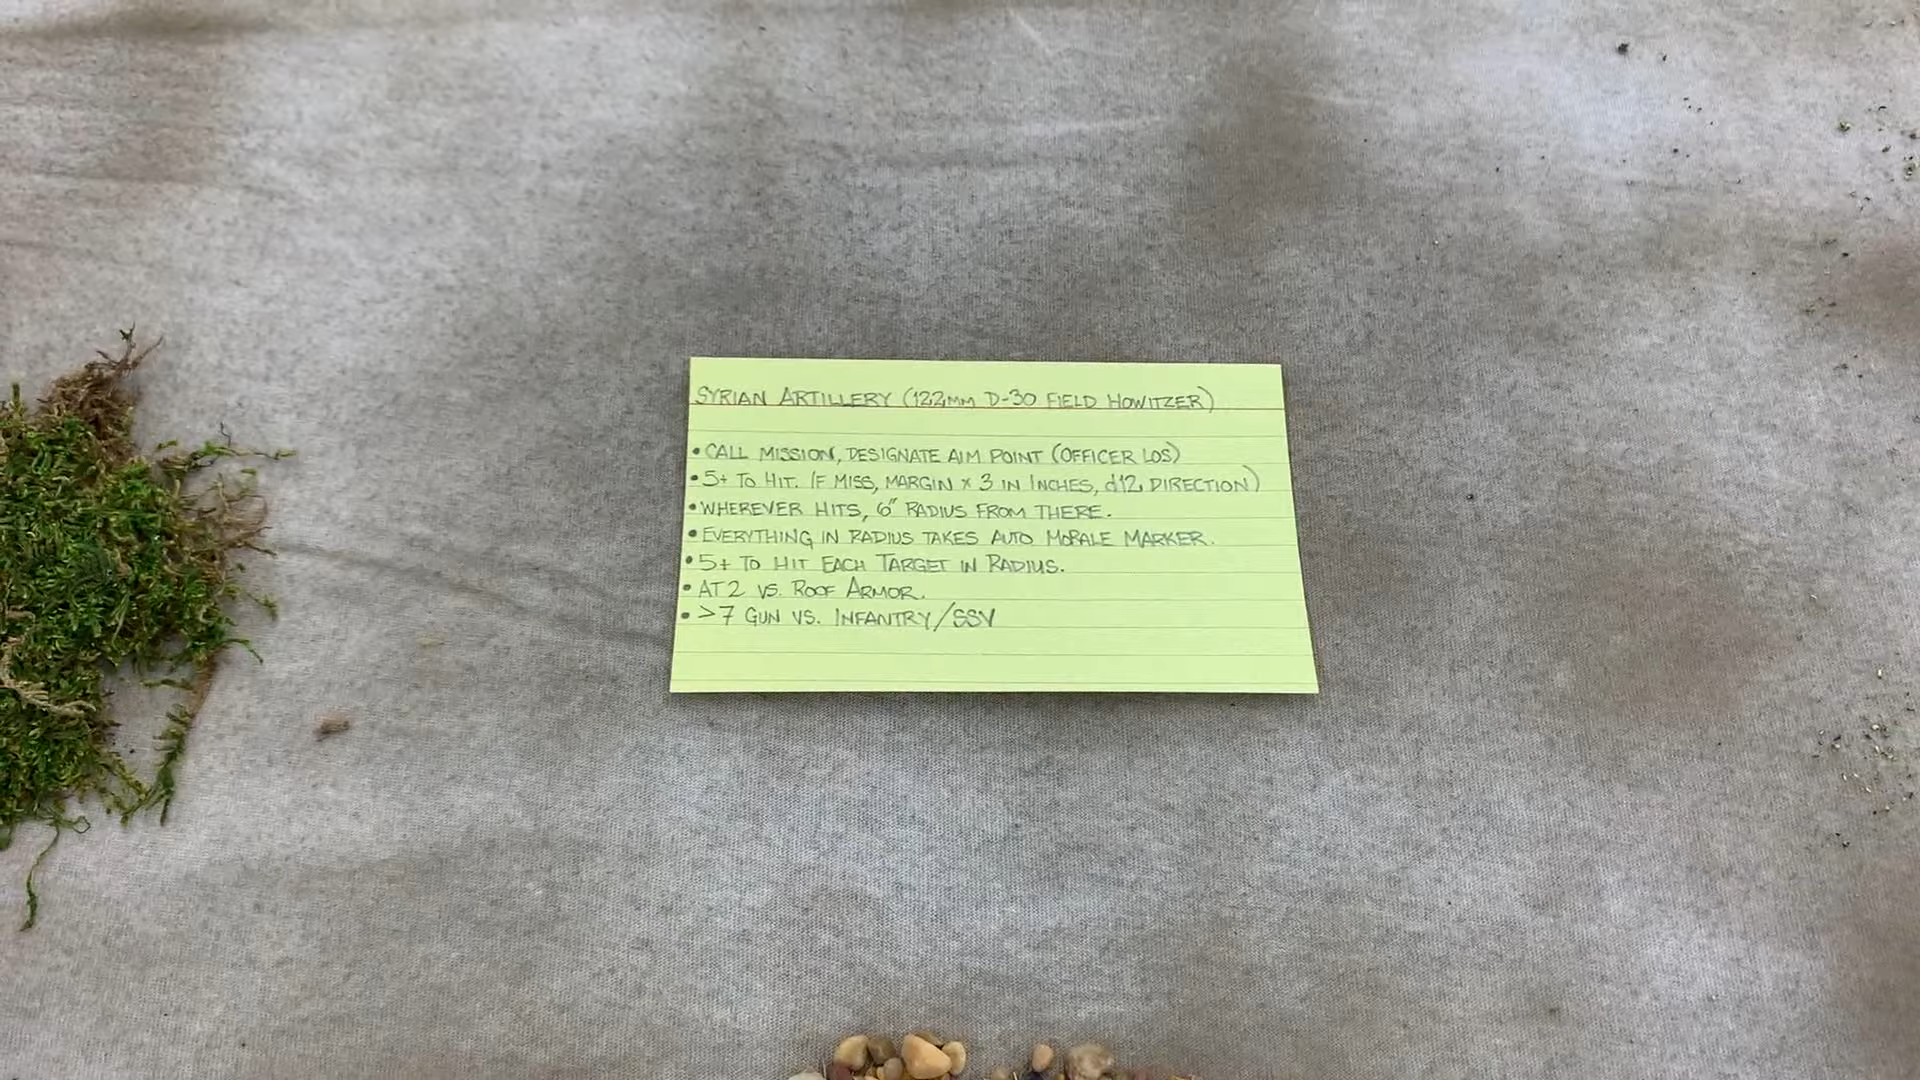 SYRIAN ARTILLERY (122MM D-30 FIELD HOWITZER)
• CALL MISSION, DESIGNATE AIM POINT (OFFICER LOS)
• 5+ TO HIT. IF MISS, MARGIN x 3 IN INCHES, d12 DIRECTION)
• WHEREVER HITS, 6" RADIUS FROM THERE.
• EVERYTHING IN RADIUS TAKES AUTO MORALE MARKER.
• 5+ TO HIT EACH TARGET IN RADIUS.
• AT 2 VS. ROOF ARMOR.
• >7 GUN VS. INFANTRY/SSV